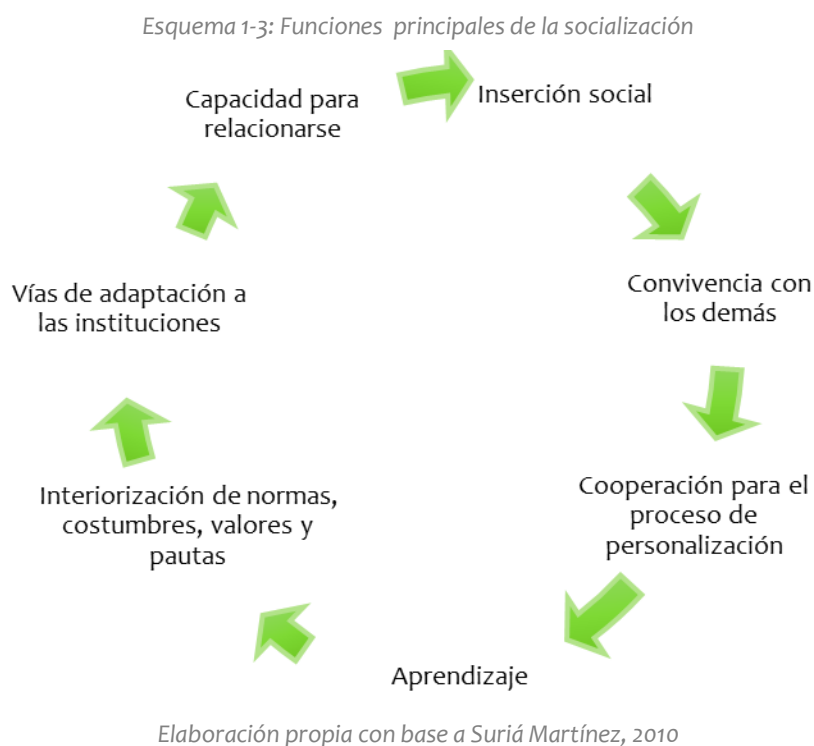 Esquema 1-3: Funciones principales de la socialización
Inserción social
Convivencia con
los demás
Cooperación para el
proceso de
personalización
Aprendizaje
Interiorización de normas,
costumbres, valores y
pautas
Vías de adaptación a
las instituciones
Capacidad para
relacionarse
Elaboración propia con base a Suriá Martínez, 2010